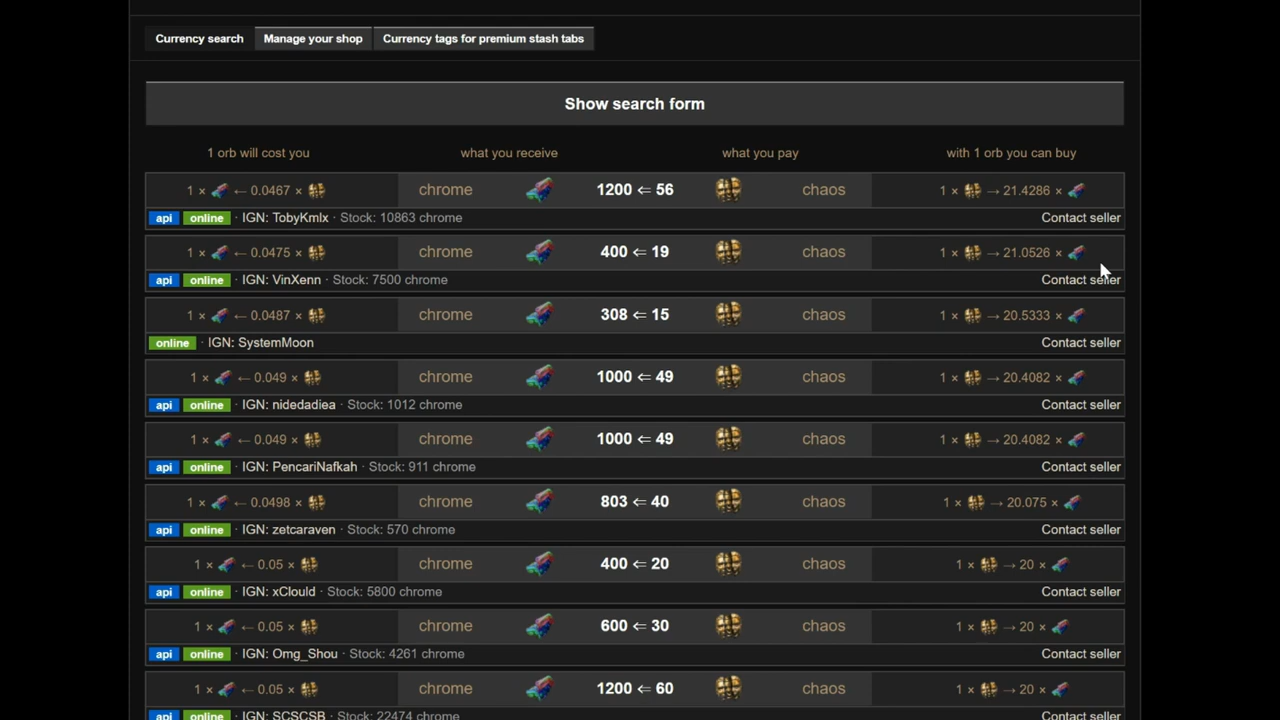 Currency search Manage your shop Currency tags for premium stash tabs
Show search form
1 orb will cost you what you receive what you pay with 1 orb you can buy
1 × ← 0.0467 × chrome 1200 ⇐ 56 chaos 1 × → 21.4286 ×
api online · IGN: TobyKmlx · Stock: 10863 chrome Contact seller
1 × ← 0.0475 × chrome 400 ⇐ 19 chaos 1 × → 21.0526 ×
api online · IGN: VinXenn · Stock: 7500 chrome Contact seller
1 × ← 0.0487 × chrome 308 ⇐ 15 chaos 1 × → 20.5333 ×
online · IGN: SystemMoon Contact seller
1 × ← 0.049 × chrome 1000 ⇐ 49 chaos 1 × → 20.4082 ×
api online · IGN: nidedadiea · Stock: 1012 chrome Contact seller
1 × ← 0.049 × chrome 1000 ⇐ 49 chaos 1 × → 20.4082 ×
api online · IGN: PencariNafkah · Stock: 911 chrome Contact seller
1 × ← 0.0498 × chrome 803 ⇐ 40 chaos 1 × → 20.075 ×
api online · IGN: zetcaraven · Stock: 570 chrome Contact seller
1 × ← 0.05 × chrome 400 ⇐ 20 chaos 1 × → 20 ×
api online · IGN: xClould · Stock: 5800 chrome Contact seller
1 × ← 0.05 × chrome 600 ⇐ 30 chaos 1 × → 20 ×
api online · IGN: Omg_Shou · Stock: 4261 chrome Contact seller
1 × ← 0.05 × chrome 1200 ⇐ 60 chaos 1 × → 20 ×
api online · IGN: SCSCSB · Stock: 22474 chrome Contact seller